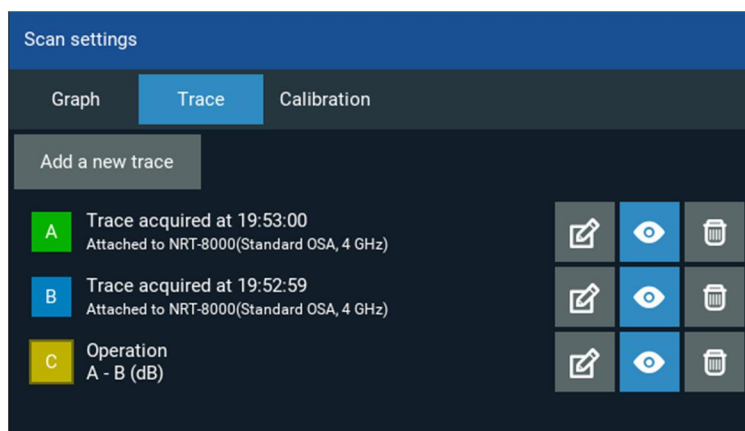 Scan settings
Graph Trace Calibration
Add a new trace
A Trace acquired at 19:53:00
Attached to NRT-8000(Standard OSA, 4 GHz)
B Trace acquired at 19:52:59
Attached to NRT-8000(Standard OSA, 4 GHz)
C Operation
A - B (dB)